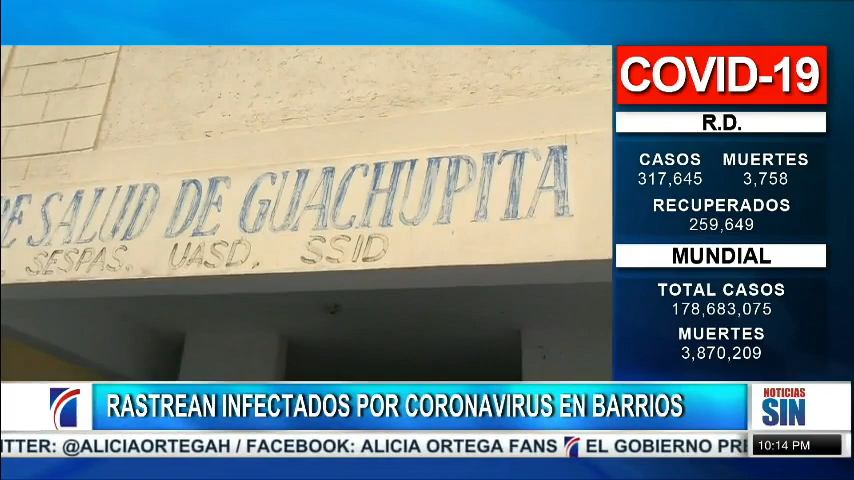 SALUD DE GUACHUPITA
SESPAS. UASD. SSID
COVID-19
R.D.
CASOS MUERTES
317,645 3,758
RECUPERADOS
259,649
MUNDIAL
TOTAL CASOS
178,683,075
MUERTES
3,870,209
RASTREAN INFECTADOS POR CORONAVIRUS EN BARRIOS
NOTICIAS
SIN
ITTER: @ALICIAORTEGAH / FACEBOOK: ALICIA ORTEGA FANS EL GOBIERNO PRE
10:14 PM